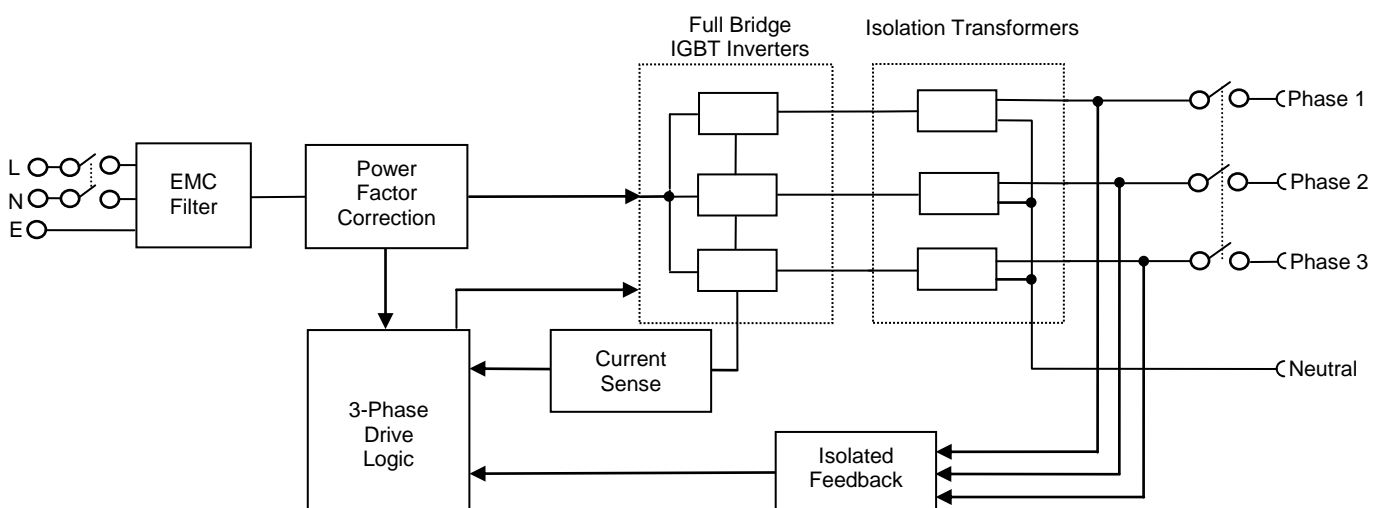 Full Bridge
IGBT Inverters
Isolation Transformers
Phase 1
L
N
E
EMC
Filter
Power
Factor
Correction
Phase 2
Phase 3
Current
Sense
Neutral
3-Phase
Drive
Logic
Isolated
Feedback